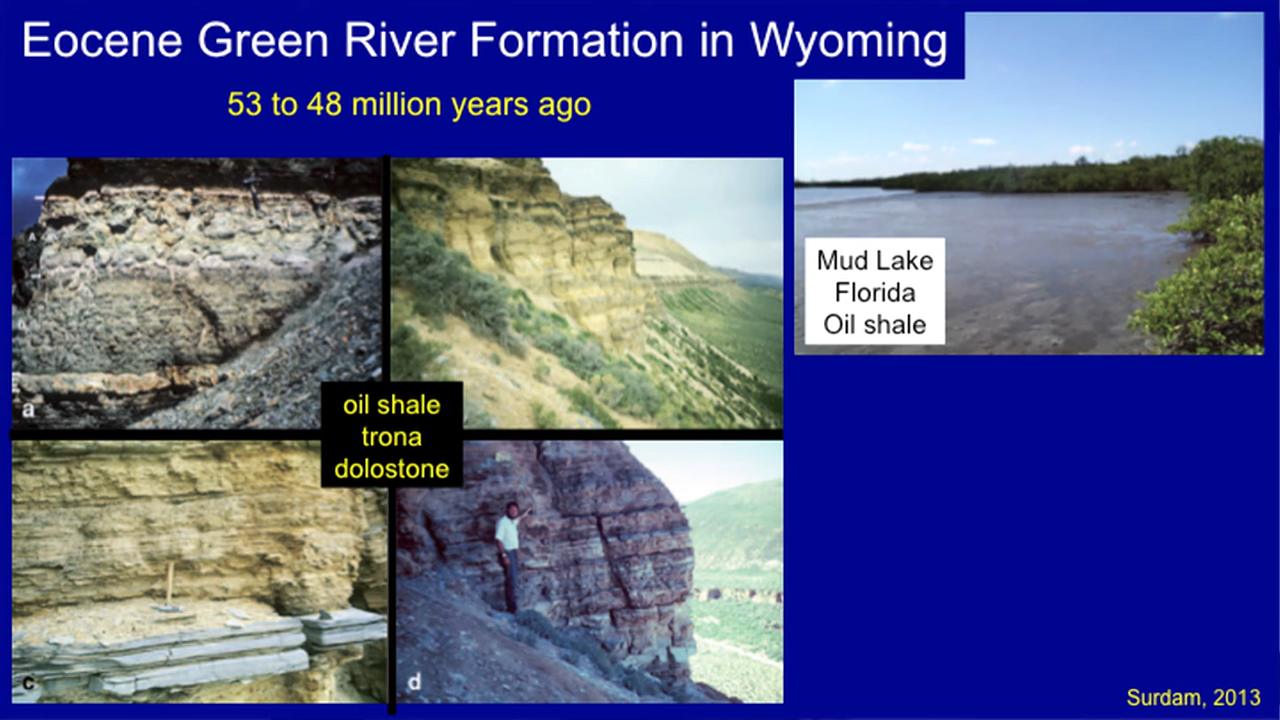 Eocene Green River Formation in Wyoming
53 to 48 million years ago
Mud Lake
Florida
Oil shale
a
oil shale
trona
dolostone
c
d
Surdam, 2013